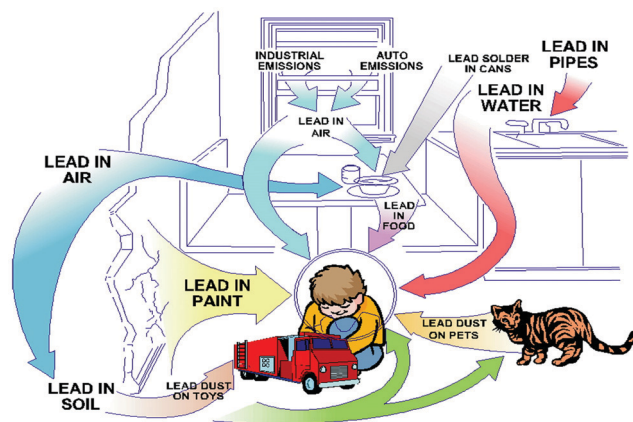 INDUSTRIAL
EMISSIONS
AUTO
EMISSIONS
LEAD SOLDER
IN CANS
LEAD IN
PIPES
LEAD IN
WATER
LEAD IN
AIR
LEAD IN
AIR
LEAD
IN
FOOD
LEAD IN
PAINT
LEAD DUST
ON PETS
LEAD IN
SOIL
LEAD DUST
ON TOYS